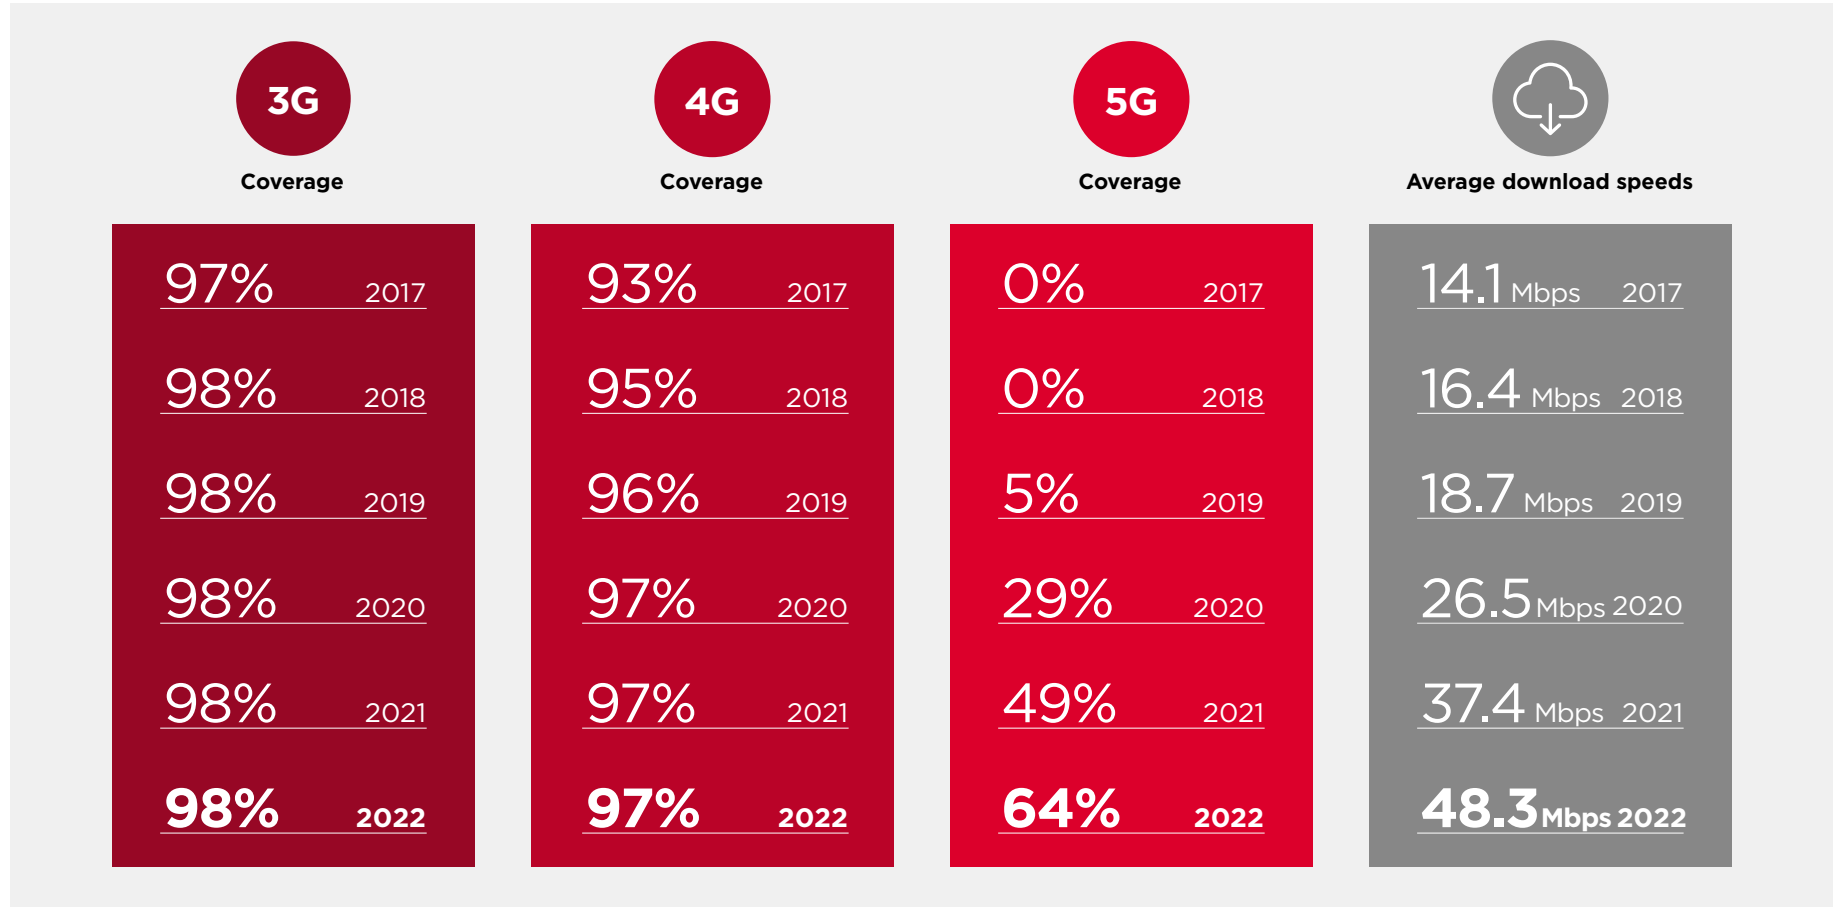 3G
Coverage
97% 2017
98% 2018
98% 2019
98% 2020
98% 2021
98% 2022
4G
Coverage
93% 2017
95% 2018
96% 2019
97% 2020
97% 2021
97% 2022
5G
Coverage
0% 2017
0% 2018
5% 2019
29% 2020
49% 2021
64% 2022
Average download speeds
14.1 Mbps 2017
16.4 Mbps 2018
18.7 Mbps 2019
26.5 Mbps 2020
37.4 Mbps 2021
48.3 Mbps 2022